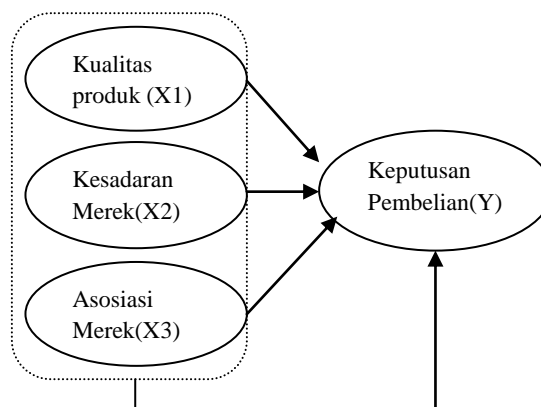 Kualitas
produk (X1)
Kesadaran
Merek(X2)
Asosiasi
Merek(X3)
Keputusan
Pembelian(Y)